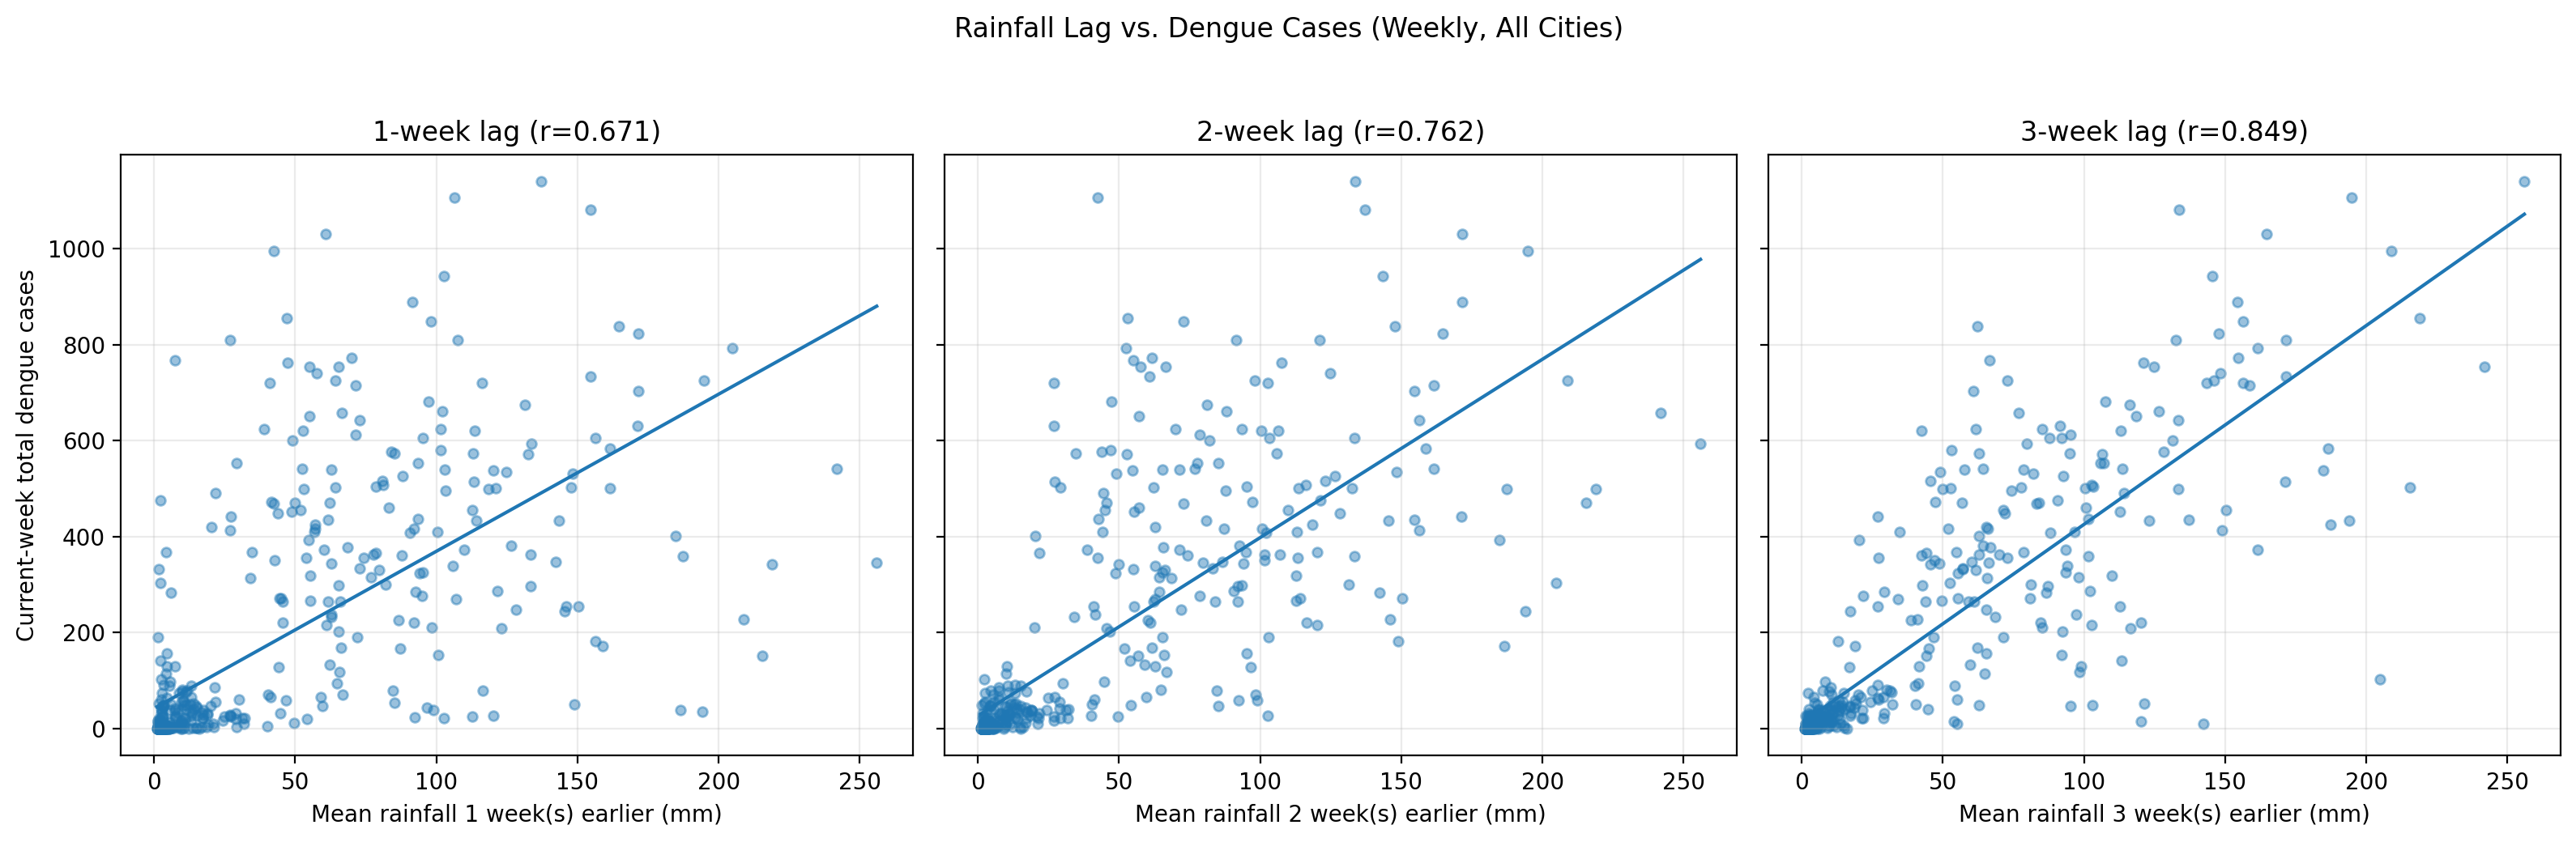 Rainfall Lag vs. Dengue Cases (Weekly, All Cities)
1-week lag (r=0.671)
2-week lag (r=0.762)
3-week lag (r=0.849)
Current-week total dengue cases
1000
800
600
400
200
0
0 50 100 150 200 250
0 50 100 150 200 250
0 50 100 150 200 250
Mean rainfall 1 week(s) earlier (mm)
Mean rainfall 2 week(s) earlier (mm)
Mean rainfall 3 week(s) earlier (mm)